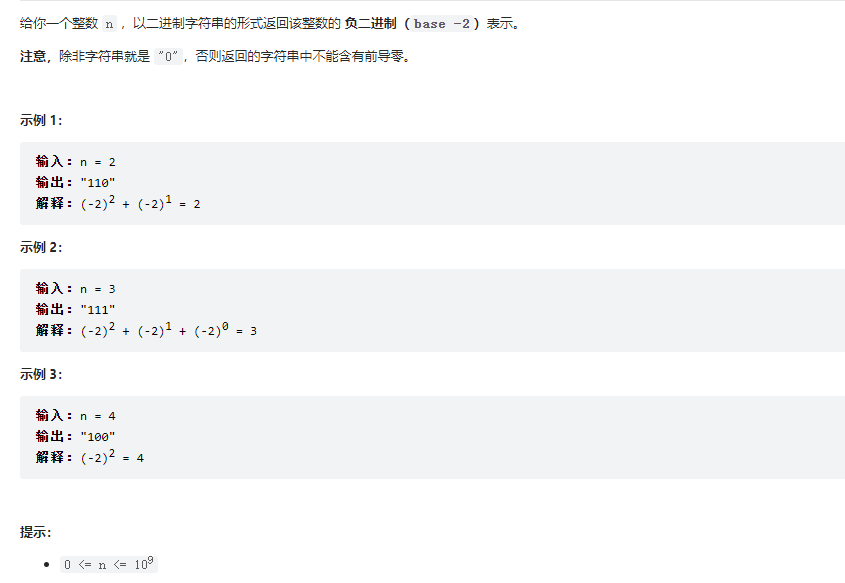 给你一个整数 n ，以二进制字符串的形式返回该整数的 负二进制（base -2）表示。
注意，除非字符串就是 "0"，否则返回的字符串中不能含有前导零。
示例 1：
输入：n = 2
输出："110"
解释：(-2)² + (-2)¹ = 2
示例 2：
输入：n = 3
输出："111"
解释：(-2)² + (-2)¹ + (-2)⁰ = 3
示例 3：
输入：n = 4
输出："100"
解释：(-2)² = 4
提示：
• 0 <= n <= 10⁹